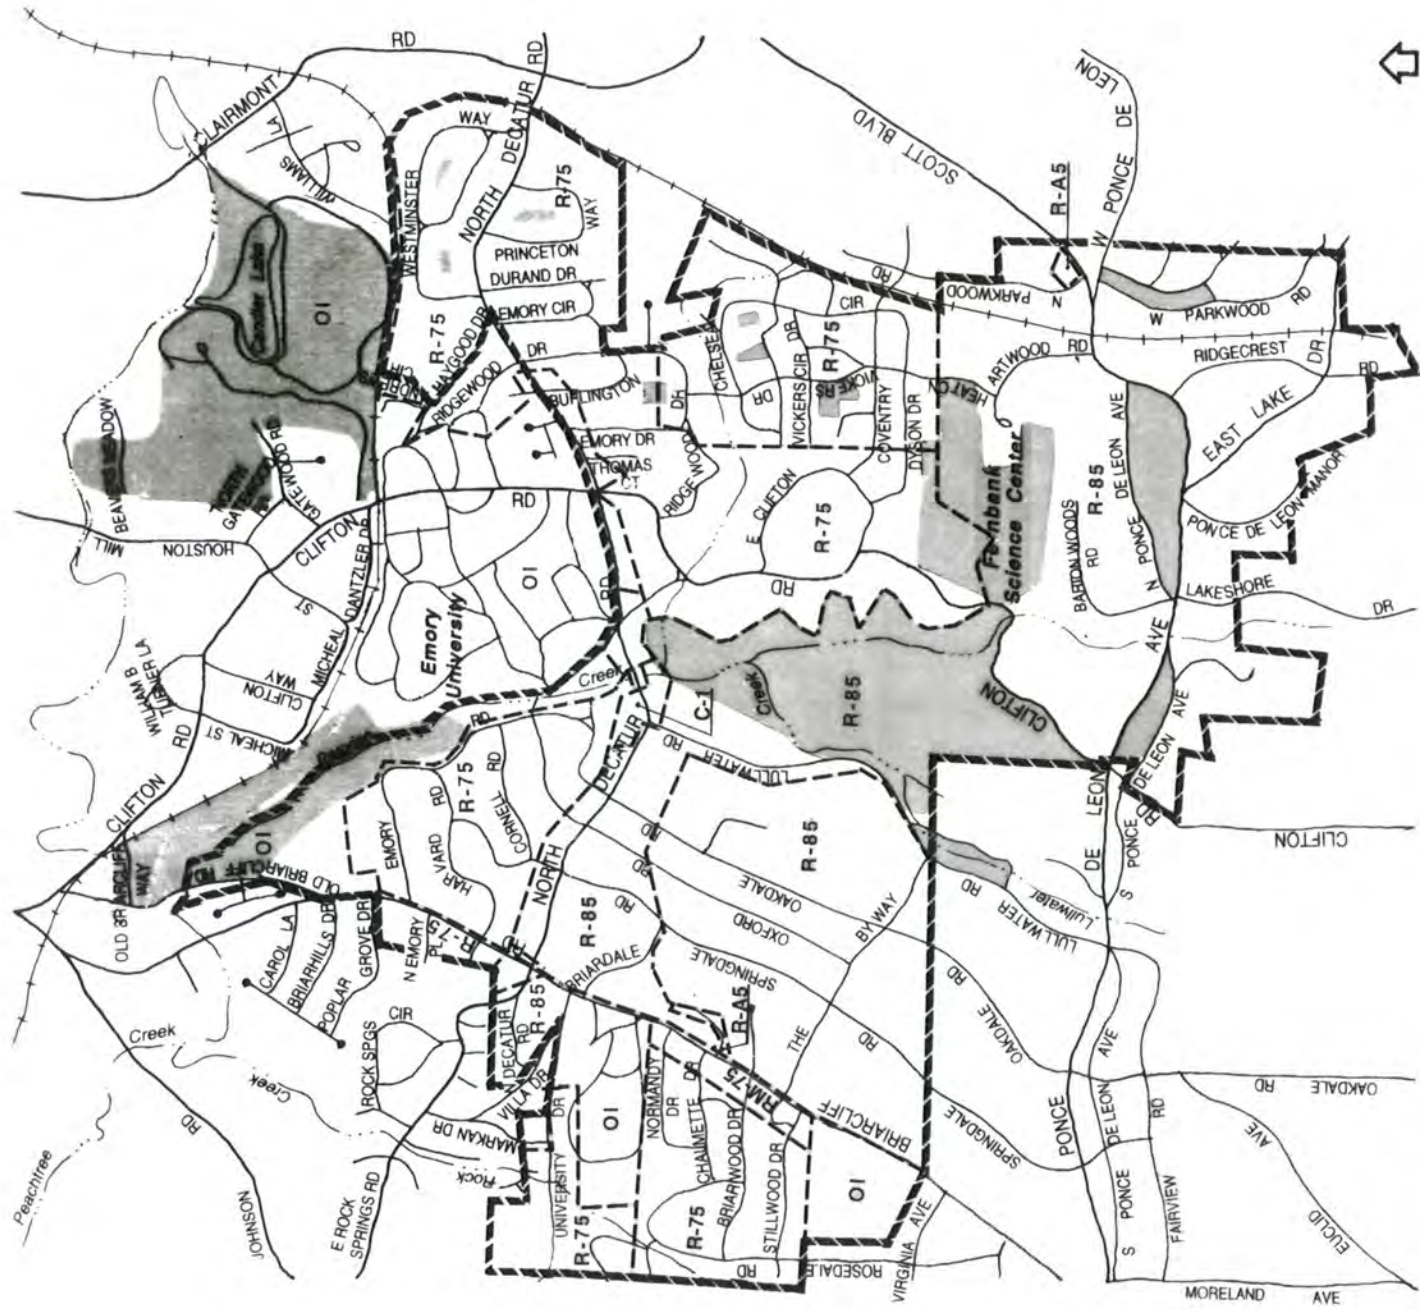 RD
CLAIRMONT
LA
WILLIAMS
WAY
DECATUR RD
NORTH
WESTMINSTER
R-75
WAY
PRINCETON
DURAND DR
EMORY CIR
SCOTT BLVD
W PONCE DE LEON
R-A5
Candler Lake
OI
R-75
HAYGOOD DR
RIDGEWOOD DR
BURLINGTON
RD
PARKWOOD
N
CIR
CHELSEA
DR
R-75
VICKERS CIR
VICKERS
DR
COVENTRY
DYSON DR
HEATON
ARTWOOD RD
W PARKWOOD RD
RIDGECREST
DR
RD
EAST LAKE
MILL
HOUSTON
GATEWOOD RD
CLIFTON
RD
EMORY DR
THOMAS
CT
RIDGEWOOD
DR
E CLIFTON
R-75
RD
Fernbank
Science Center
R-85
BARTON WOODS
RD
N PONCE DE LEON AVE
PONCE DE LEON MANOR
LAKESHORE
DR
WILLIAM B
TURNER LA
ST
CLIFTON
WAY
MICHEAL
DANTZLER DR
MICHEAL ST
Emory
University
OI
RD
Creek
C-1
Creek
R-85
CLIFTON
AVE
DE LEON AVE
RD
CLIFTON
RD
OLD BRIARCLIFF
WAY
OI
OLD BRIARCLIFF
RD
EMORY
RD
R-75
HARVARD RD
CORNELL
RD
NORTH
DECATUR
RD
LULLWATER
R-85
RD
OAKDALE
RD
OXFORD
RD
SPRINGDALE
BYWAY
THE
RD
LULLWATER
Lullwater
PONCE
DE LEON
S PONCE
CLIFTON
CAROL LA
BRIARHILLS DR
POPLAR
GROVE DR
N EMORY
PL
R-75
RD
R-85
R-85
BRIARDALE
Creek
Creek
ROCK SPGS
CIR
N DECATUR
RD
VILLA DR
MARKAN DR
Rock
UNIVERSITY
DR
OI
NORMANDY
DR
CHALMETTE
DR
BRIARWOOD DR
STILLWOOD DR
R-A5
RM-75
BRIARCLIFF
OI
RD
SPRINGDALE
RD
OAKDALE
AVE
DE LEON
RD
OAKDALE
AVE
EUCLID
Peachtree
RD
JOHNSON
E ROCK
SPRINGS RD
R-75
R-75
RD
ROSEDALE
VIRGINIA AVE
S PONCE
FAIRVIEW
MORELAND AVE